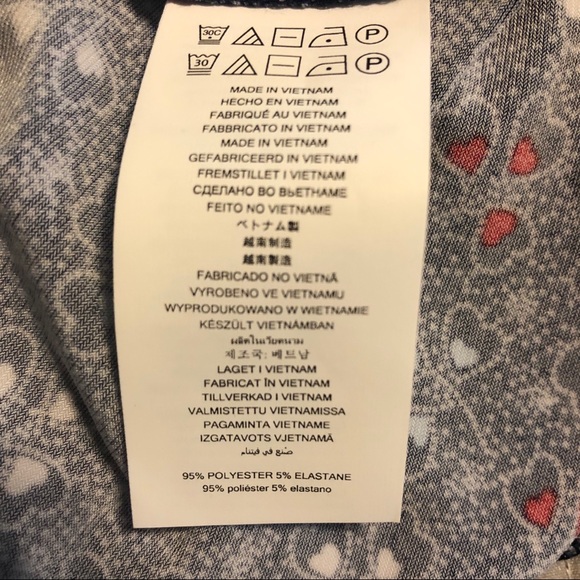 30C P
30 P
MADE IN VIETNAM
HECHO EN VIETNAM
FABRIQUÉ AU VIETNAM
FABBRICATO IN VIETNAM
MADE IN VIETNAM
GEFABRICEERD IN VIETNAM
FREMSTILLET I VIETNAM
СДЕЛАНО ВО ВЬЕТНАМЕ
FEITO NO VIETNAME
ベトナム製
越南制造
越南製造
FABRICADO NO VIETNÃ
VYROBENO VE VIETNAMU
WYPRODUKOWANO W WIETNAMIE
KÉSZÜLT VIETNÁMBAN
ผลิตในเวียดนาม
제조국: 베트남
LAGET I VIETNAM
FABRICAT ÎN VIETNAM
TILLVERKAD I VIETNAM
VALMISTETTU VIETNAMISSA
PAGAMINTA VIETNAME
IZGATAVOTS VJETNAMĀ
صنع في فيتنام
95% POLYESTER 5% ELASTANE
95% poliéster 5% elastano